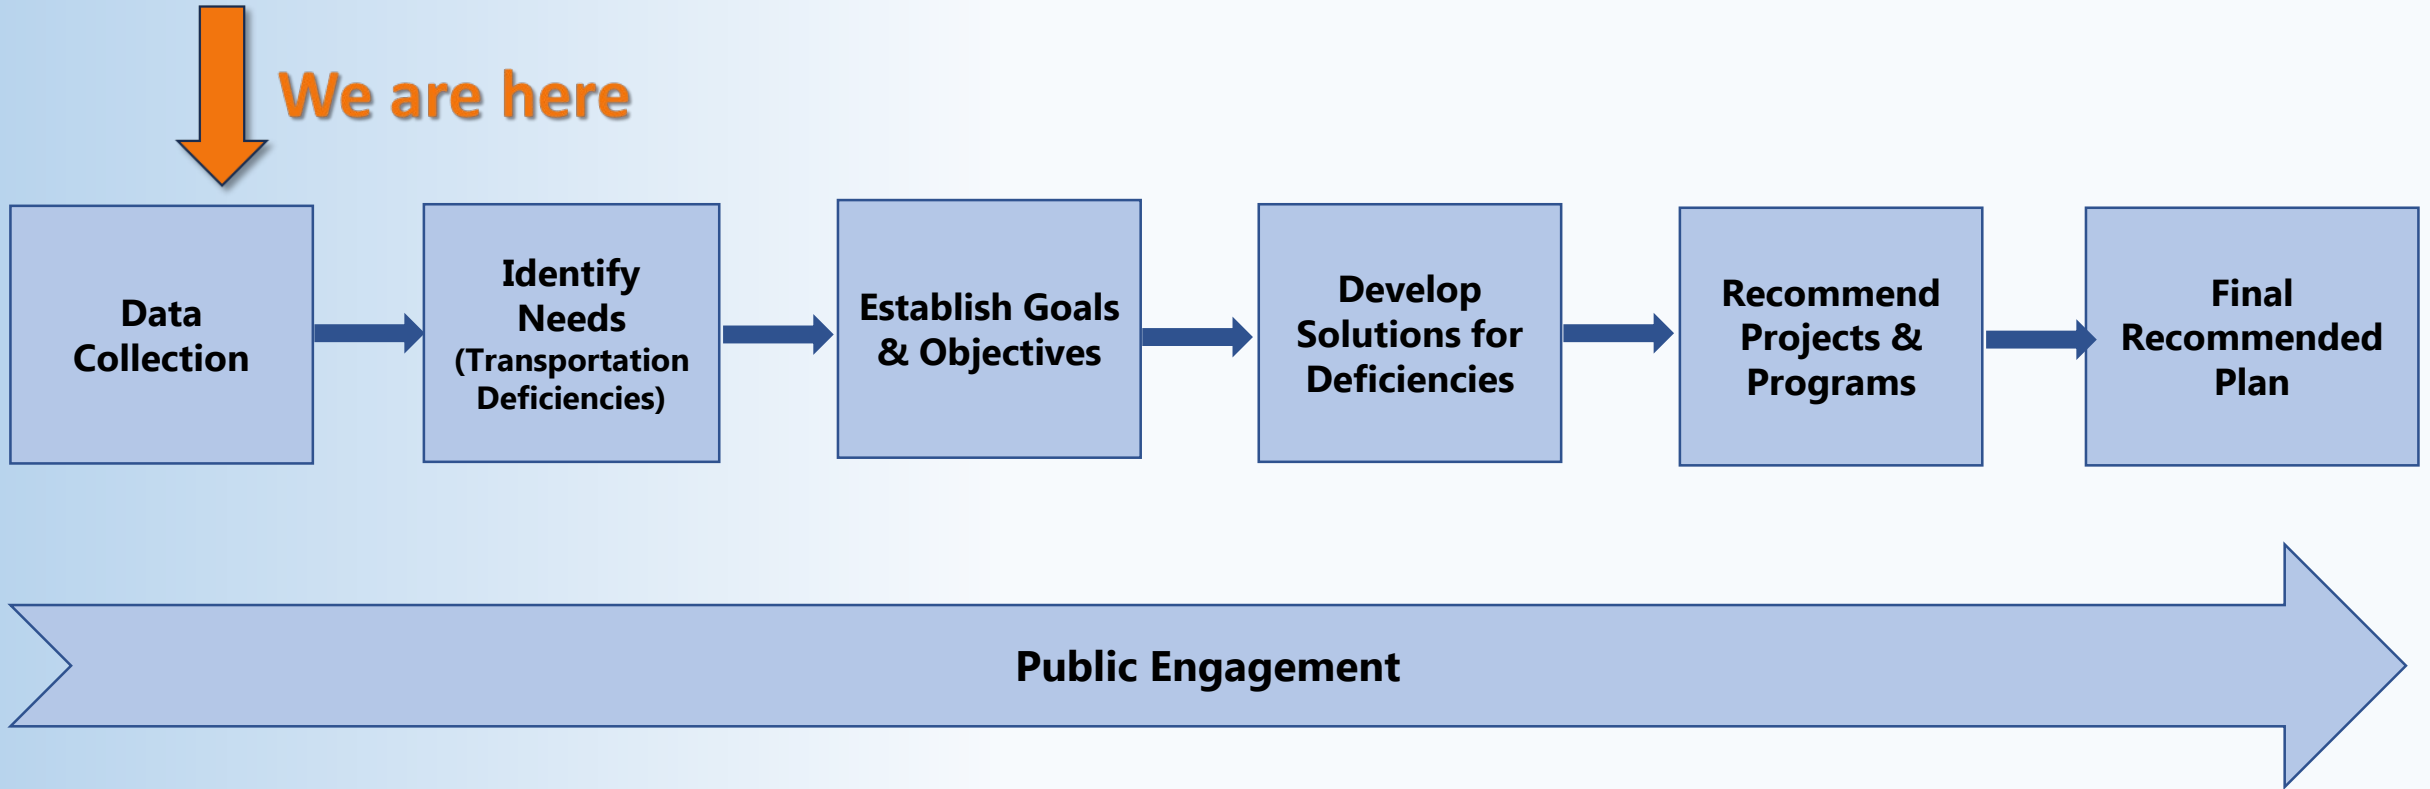 We are here
Data
Collection
Identify
Needs
(Transportation
Deficiencies)
Establish Goals
& Objectives
Develop
Solutions for
Deficiencies
Recommend
Projects &
Programs
Final
Recommended
Plan
Public Engagement